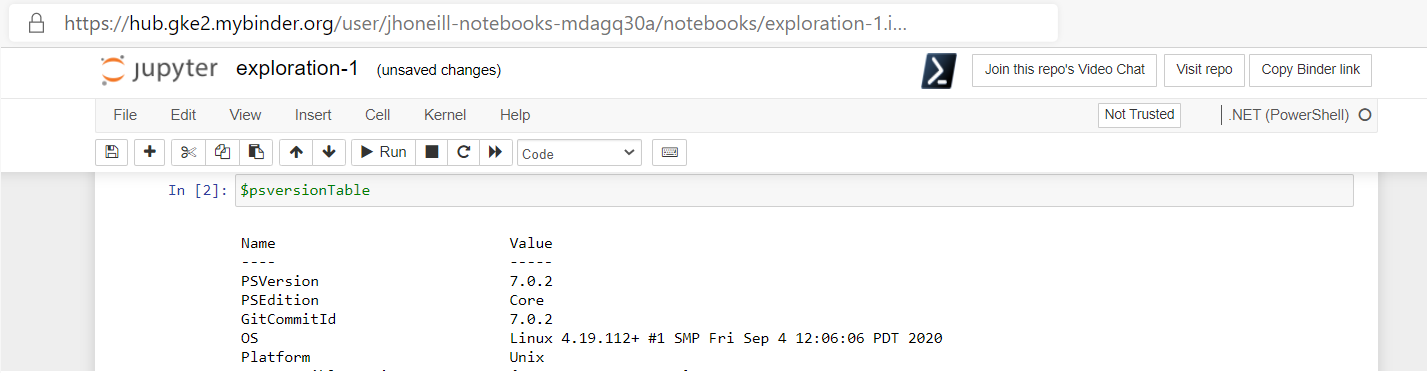 https://hub.gke2.mybinder.org/user/jhoneill-notebooks-mdagq30a/notebooks/exploration-1.i...
jupyter exploration-1 (unsaved changes) Join this repo's Video Chat Visit repo Copy Binder link
File Edit View Insert Cell Kernel Help Not Trusted .NET (PowerShell)
Run Code
In [2]: $psversionTable
Name Value
---- -----
PSVersion 7.0.2
PSEdition Core
GitCommitId 7.0.2
OS Linux 4.19.112+ #1 SMP Fri Sep 4 12:06:06 PDT 2020
Platform Unix